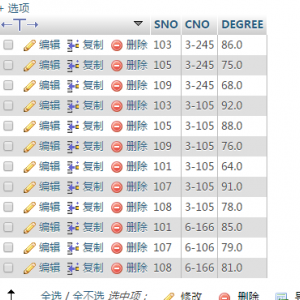 + 选项
←T→ SNO CNO DEGREE
编辑 复制 删除 103 3-245 86.0
编辑 复制 删除 105 3-245 75.0
编辑 复制 删除 109 3-245 68.0
编辑 复制 删除 103 3-105 92.0
编辑 复制 删除 105 3-105 88.0
编辑 复制 删除 109 3-105 76.0
编辑 复制 删除 101 3-105 64.0
编辑 复制 删除 107 3-105 91.0
编辑 复制 删除 108 3-105 78.0
编辑 复制 删除 101 6-166 85.0
编辑 复制 删除 107 6-106 79.0
编辑 复制 删除 108 6-166 81.0
全选 / 全不选 选中项： 修改 删除